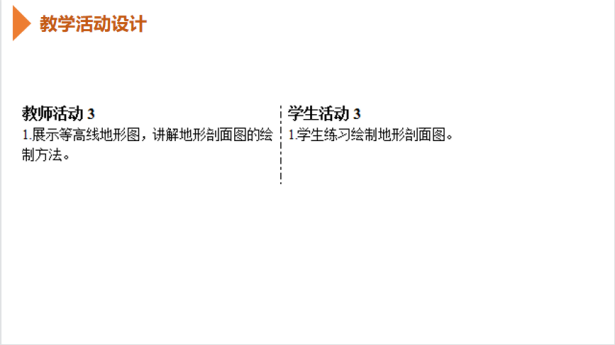 教学活动设计
教师活动 3
1.展示等高线地形图，讲解地形剖面图的绘
制方法。
学生活动 3
1.学生练习绘制地形剖面图。